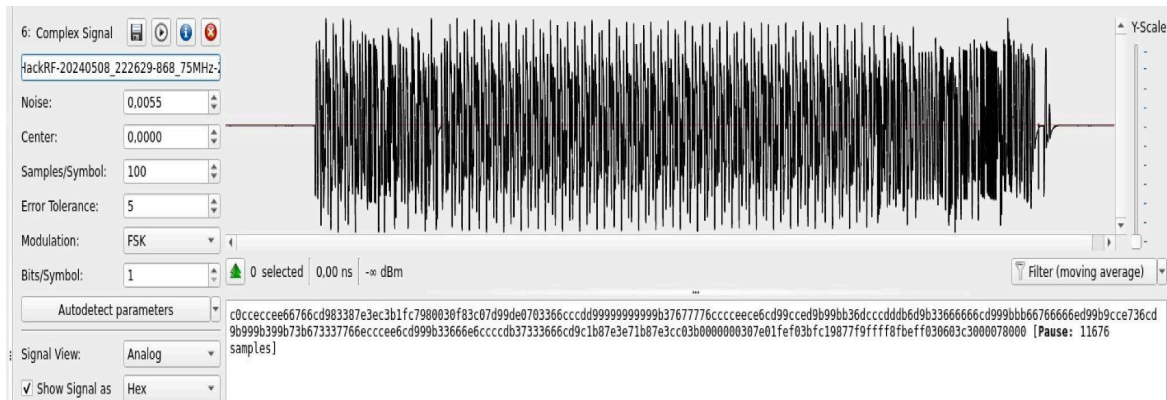 6: Complex Signal
HackRF-20240508_222629-868_75MHz-2
Noise: 0,0055
Center: 0,0000
Samples/Symbol: 100
Error Tolerance: 5
Modulation: FSK
Bits/Symbol: 1
Autodetect parameters
Signal View: Analog
Show Signal as Hex
Y-Scale
0 selected 0,00 ns -∞ dBm
Filter (moving average)
c0cceccee66766cd983387e3ec3b1fc7980030f83c07d99de0703366cccdd99999999999b37677776cccceece6cd99cced9b99bb36dcccdddb6d9b33666666cd999bbb66766666ed99b9cce736cd
9b999b399b73b673337766ecccee6cd999b33666e6ccccdb37333666cd9c1b87e3e71b87e3cc03b0000000307e01fef03bfc19877f9ffff8fbeff030603c3000078000 [Pause: 11676
samples]